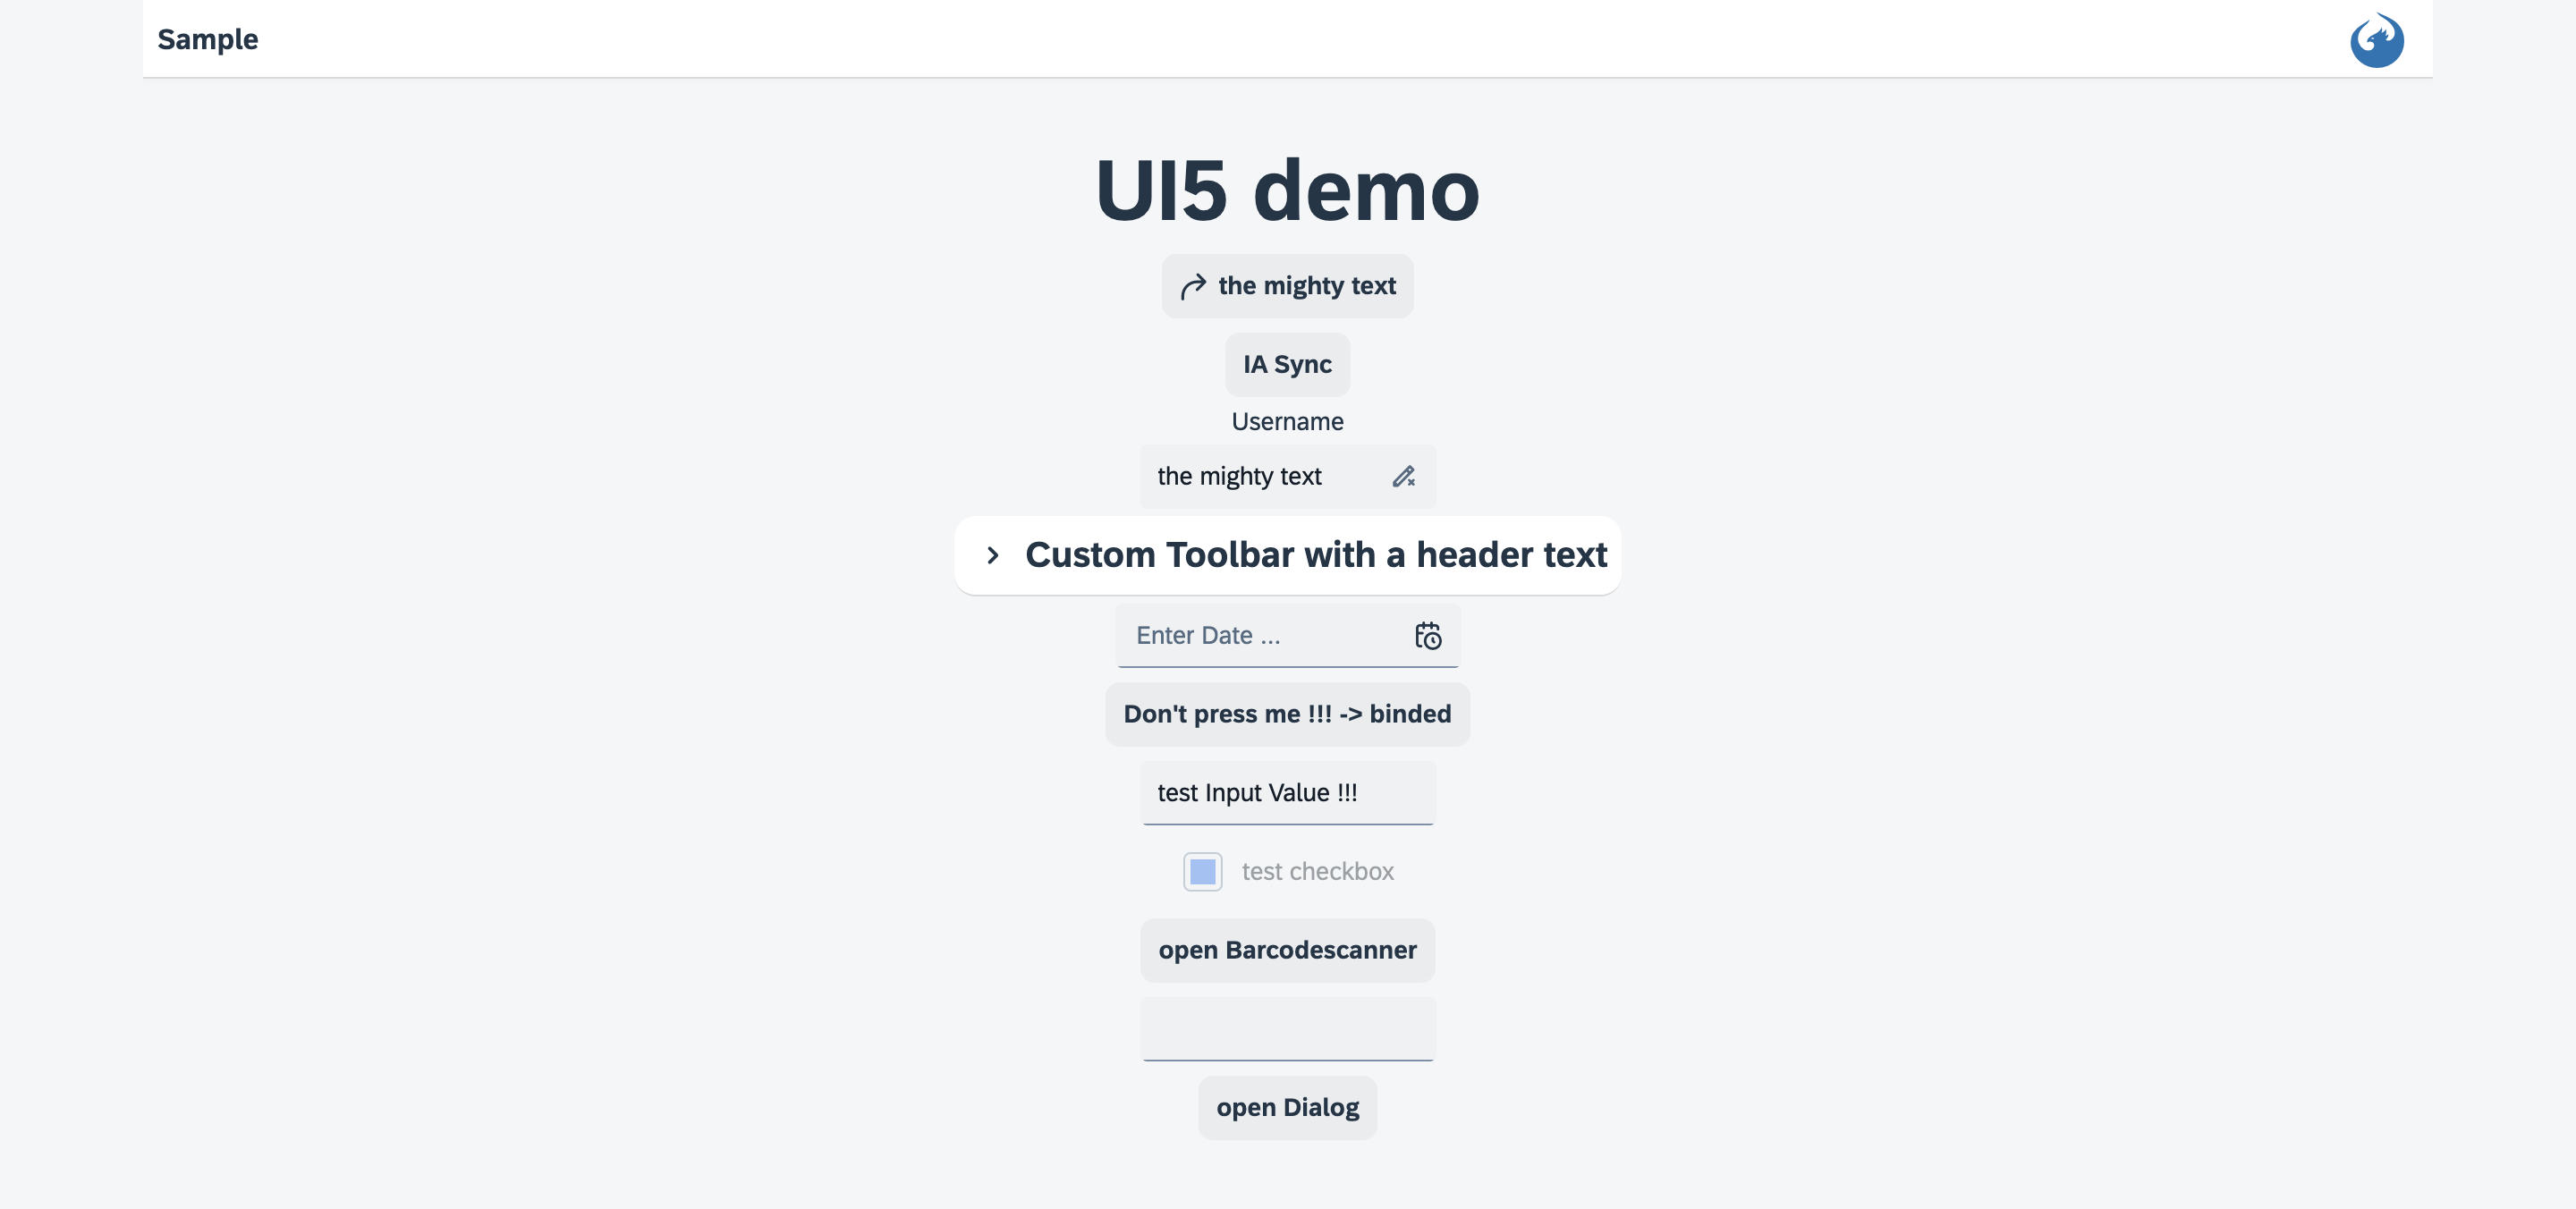 Sample
UI5 demo
the mighty text
IA Sync
Username
the mighty text
Custom Toolbar with a header text
Enter Date ...
Don't press me !!! -> binded
test Input Value !!!
test checkbox
open Barcodescanner
open Dialog